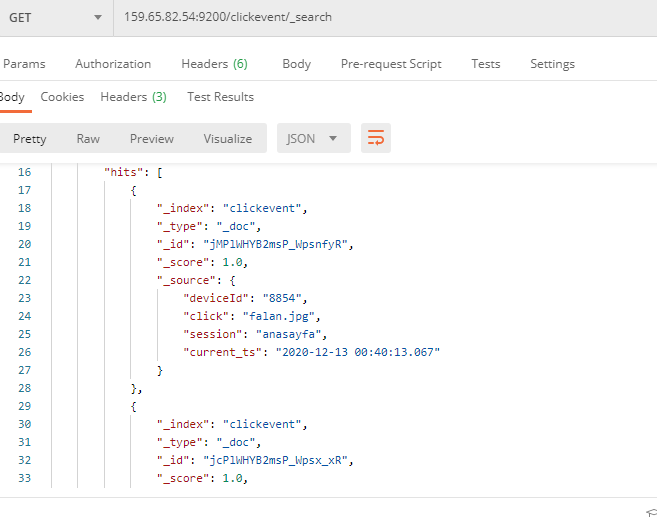 GET 159.65.82.54:9200/clickevent/_search
Params Authorization Headers (6) Body Pre-request Script Tests Settings
Body Cookies Headers (3) Test Results
Pretty Raw Preview Visualize JSON
16 "hits": [
17 {
18 "_index": "clickevent",
19 "_type": "_doc",
20 "_id": "jMPlWHYB2msP_WpsnfyR",
21 "_score": 1.0,
22 "_source": {
23 "deviceId": "8854",
24 "click": "falan.jpg",
25 "session": "anasayfa",
26 "current_ts": "2020-12-13 00:40:13.067"
27 }
28 },
29 {
30 "_index": "clickevent",
31 "_type": "_doc",
32 "_id": "jcPlWHYB2msP_Wpsx_xR",
33 "_score": 1.0,